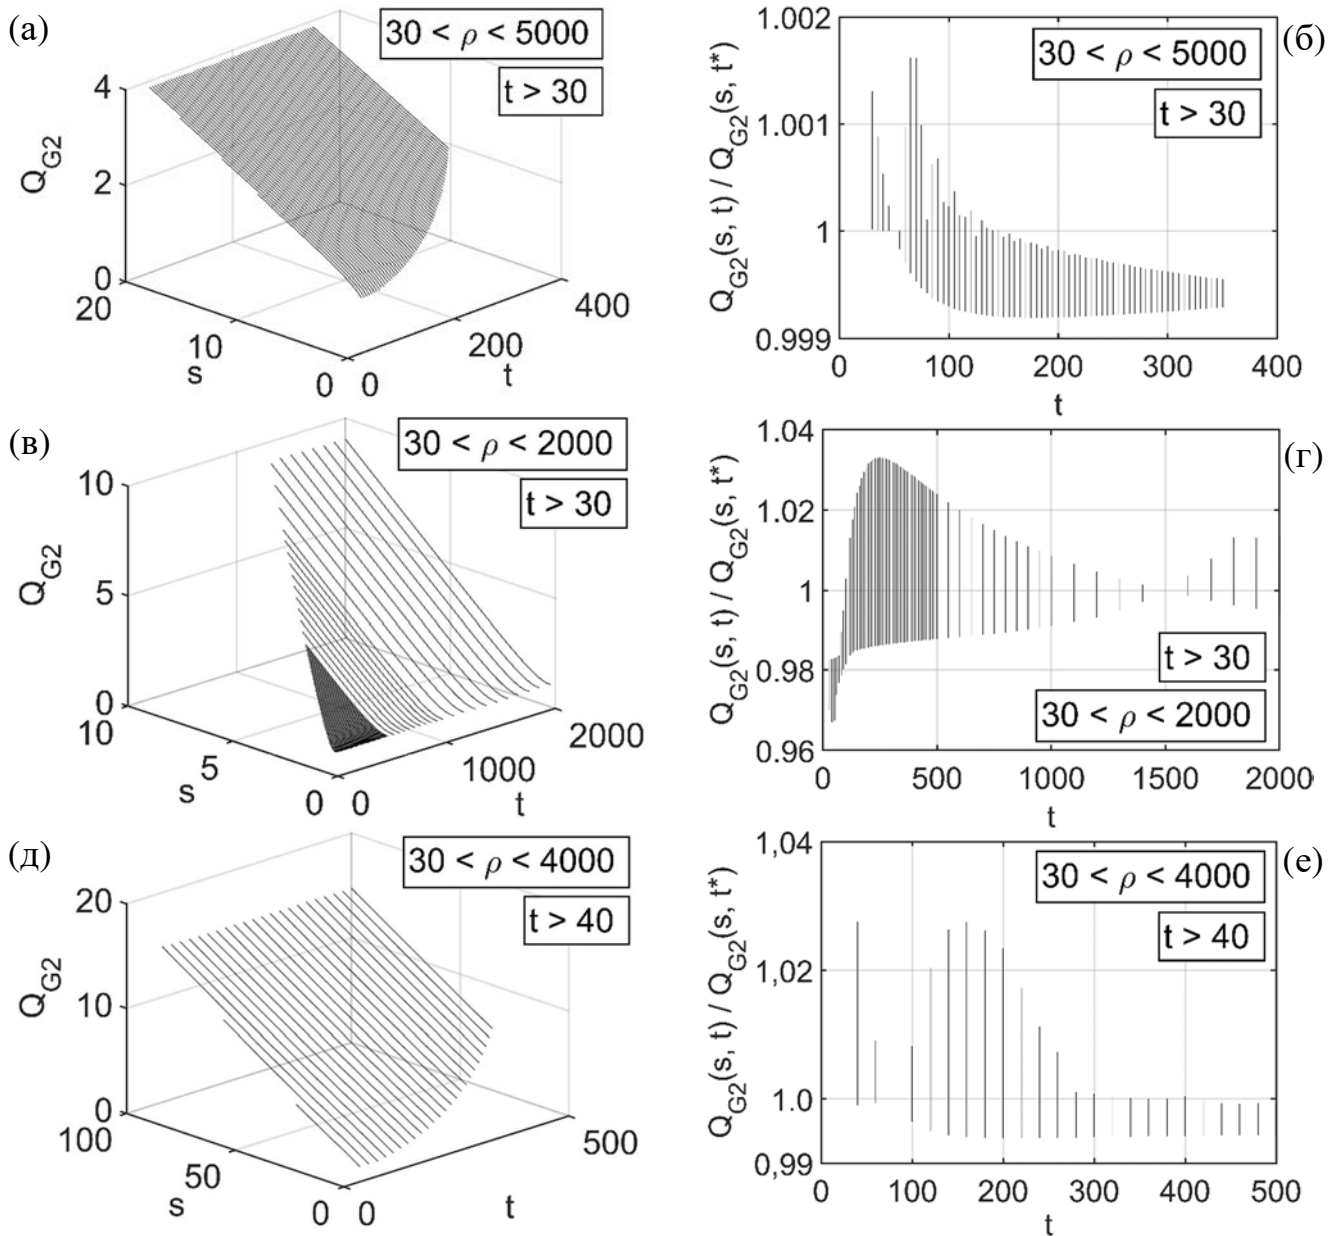 (а)
30 < ρ < 5000
t > 30
Q_G2
4
2
0
20
10
0
s
0
200
400
t
(б)
30 < ρ < 5000
t > 30
Q_G2(s, t) / Q_G2(s, t*)
1.002
1.001
1
0.999
0
100
200
300
400
t
(в)
30 < ρ < 2000
t > 30
Q_G2
10
5
0
10
5
0
s
0
1000
2000
t
(г)
t > 30
30 < ρ < 2000
Q_G2(s, t) / Q_G2(s, t*)
1.04
1.02
1
0.98
0.96
0
500
1000
1500
2000
t
(д)
30 < ρ < 4000
t > 40
Q_G2
20
10
0
100
50
0
s
0
500
t
(е)
30 < ρ < 4000
t > 40
Q_G2(s, t) / Q_G2(s, t*)
1,04
1,02
1.0
0,99
0
100
200
300
400
500
t